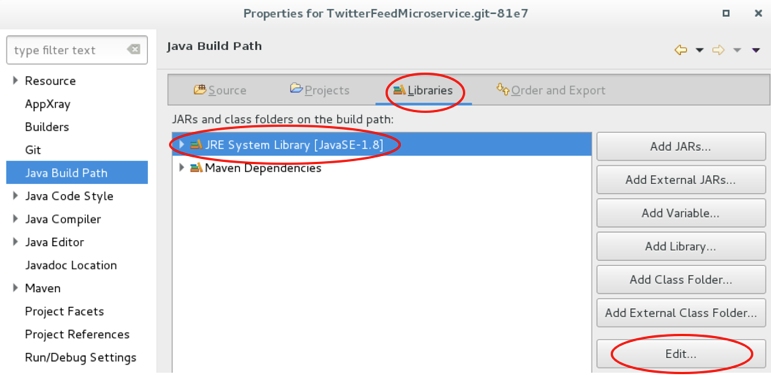 Properties for TwitterFeedMicroservice.git-81e7
type filter text
Resource
AppXray
Builders
Git
Java Build Path
Java Code Style
Java Compiler
Java Editor
Javadoc Location
Maven
Project Facets
Project References
Run/Debug Settings
Java Build Path
Source Projects Libraries Order and Export
JARs and class folders on the build path:
JRE System Library [JavaSE-1.8]
Maven Dependencies
Add JARs...
Add External JARs...
Add Variable...
Add Library...
Add Class Folder...
Add External Class Folder...
Edit...